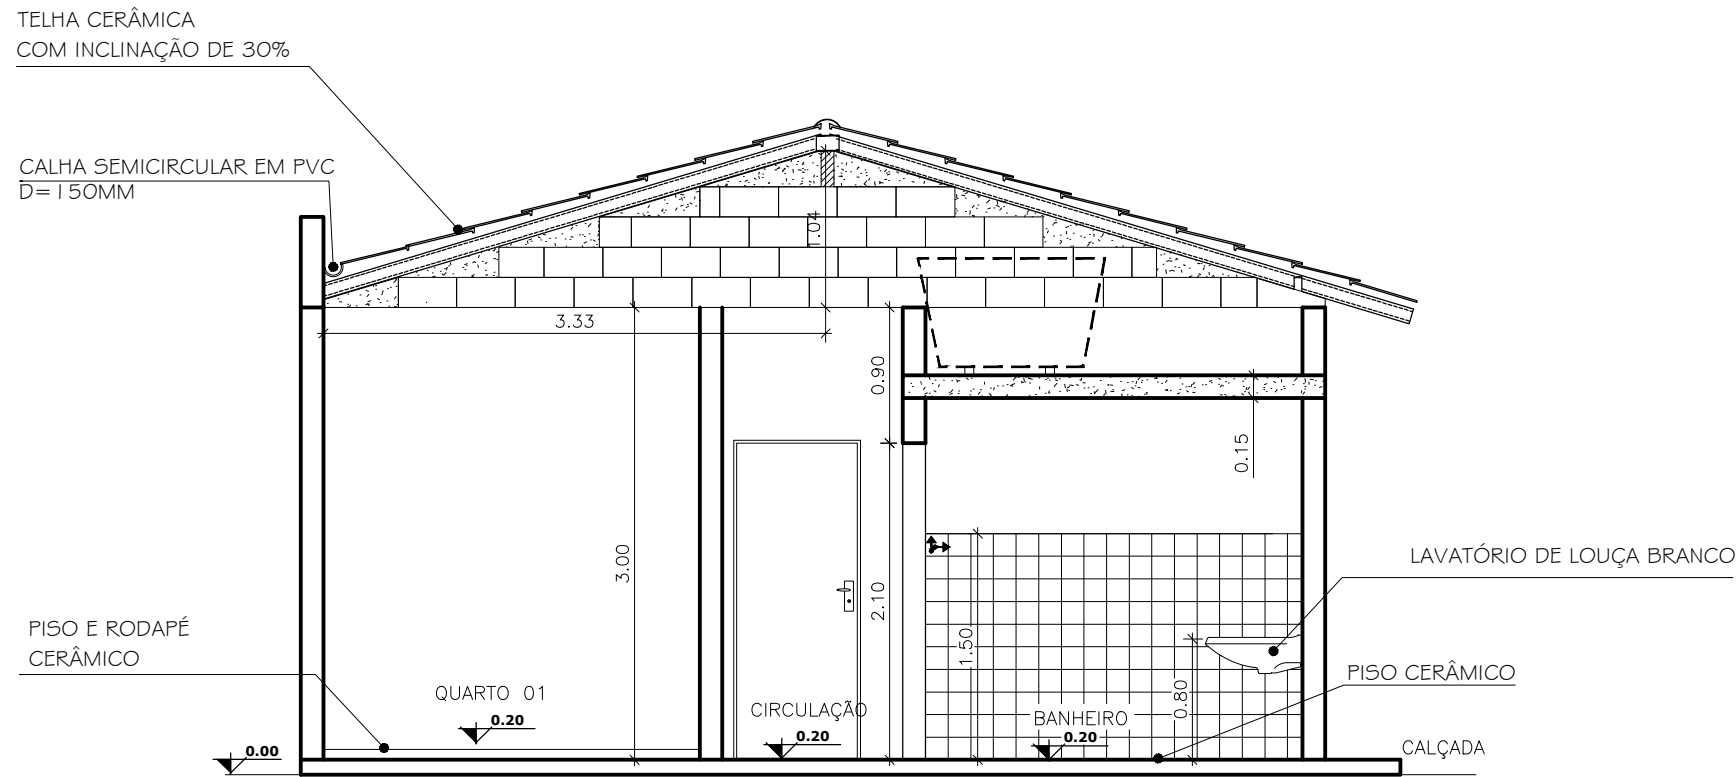 TELHA CERÂMICA
COM INCLINAÇÃO DE 30%
CALHA SEMICIRCULAR EM PVC
D=150MM
1.04
3.33
0.90
0.15
3.00
2.10
1.50
0.80
LAVATÓRIO DE LOUÇA BRANCO
PISO E RODAPÉ
CERÂMICO
PISO CERÂMICO
QUARTO 01
0.20
CIRCULAÇÃO
0.20
BANHEIRO
0.20
0.00
CALÇADA